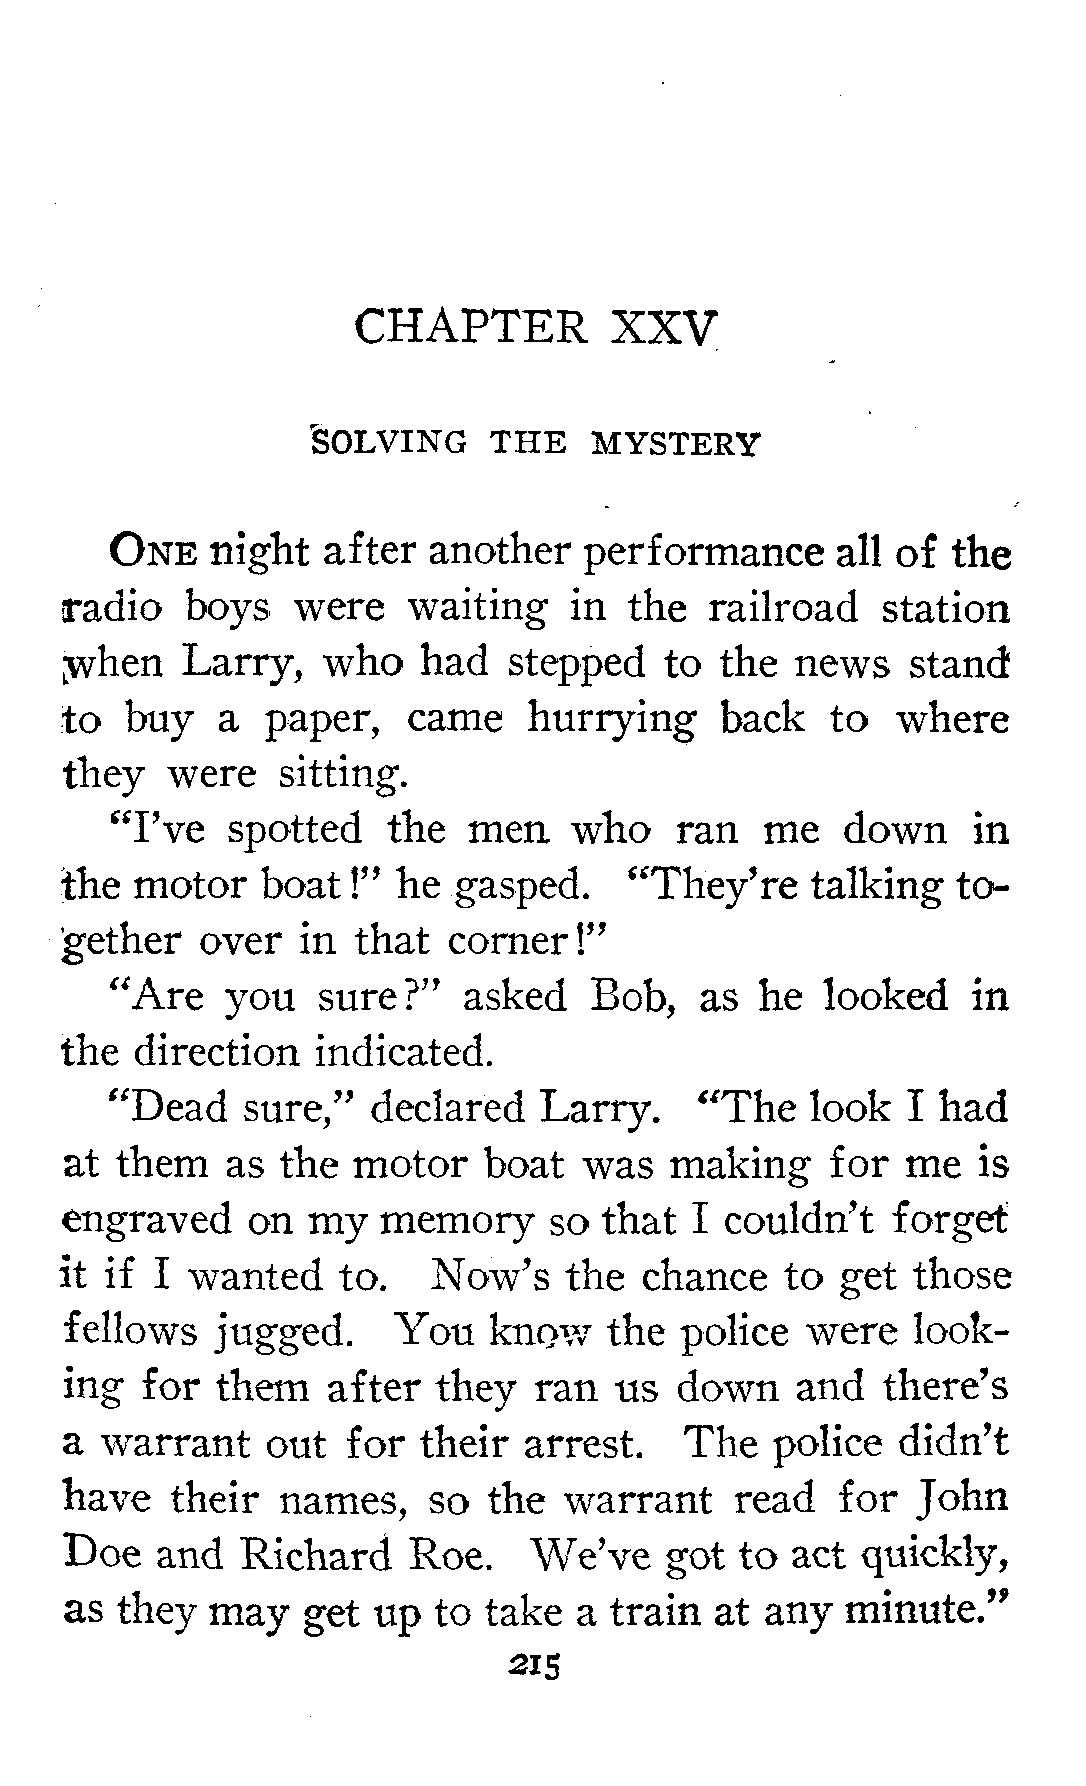 CHAPTER XXV
SOLVING THE MYSTERY
ONE night after another performance all of the
radio boys were waiting in the railroad station
when Larry, who had stepped to the news stand
to buy a paper, came hurrying back to where
they were sitting.
“I’ve spotted the men who ran me down in
the motor boat!” he gasped. “They’re talking to-
gether over in that corner!”
“Are you sure?” asked Bob, as he looked in
the direction indicated.
“Dead sure,” declared Larry. “The look I had
at them as the motor boat was making for me is
engraved on my memory so that I couldn’t forget
it if I wanted to. Now’s the chance to get those
fellows jugged. You know the police were look-
ing for them after they ran us down and there’s
a warrant out for their arrest. The police didn’t
have their names, so the warrant read for John
Doe and Richard Roe. We’ve got to act quickly,
as they may get up to take a train at any minute.”
215